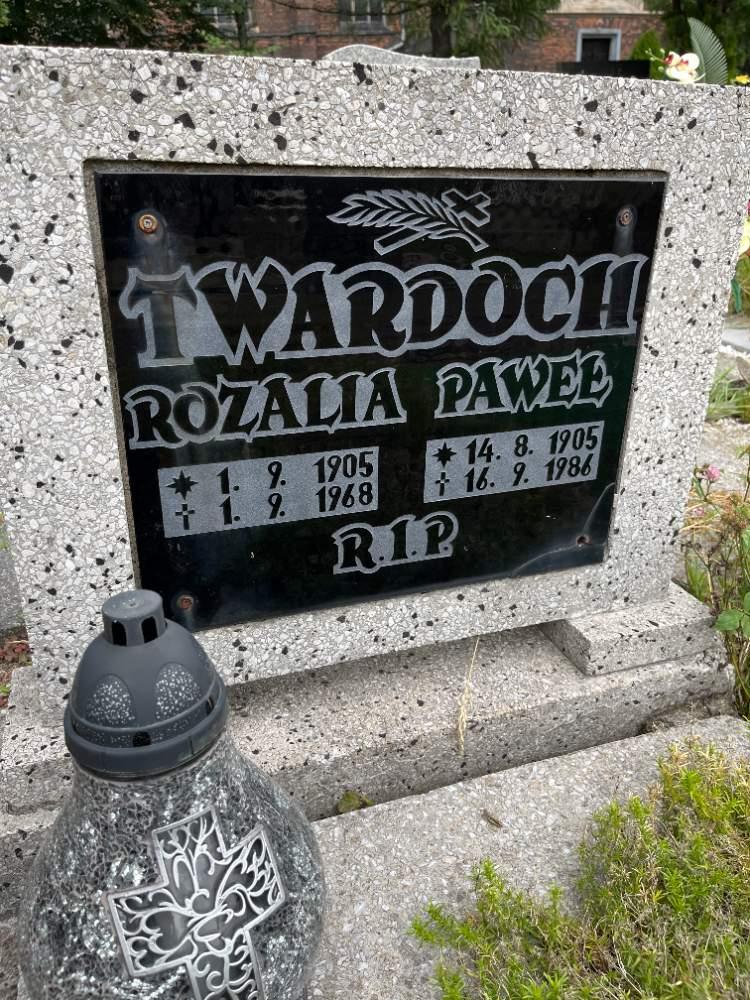 TWARDOCH
ROZALIA PAWEŁ
* 1. 9. 1905 * 14. 8. 1905
† 1. 9. 1968 † 16. 9. 1986
R.I.P.